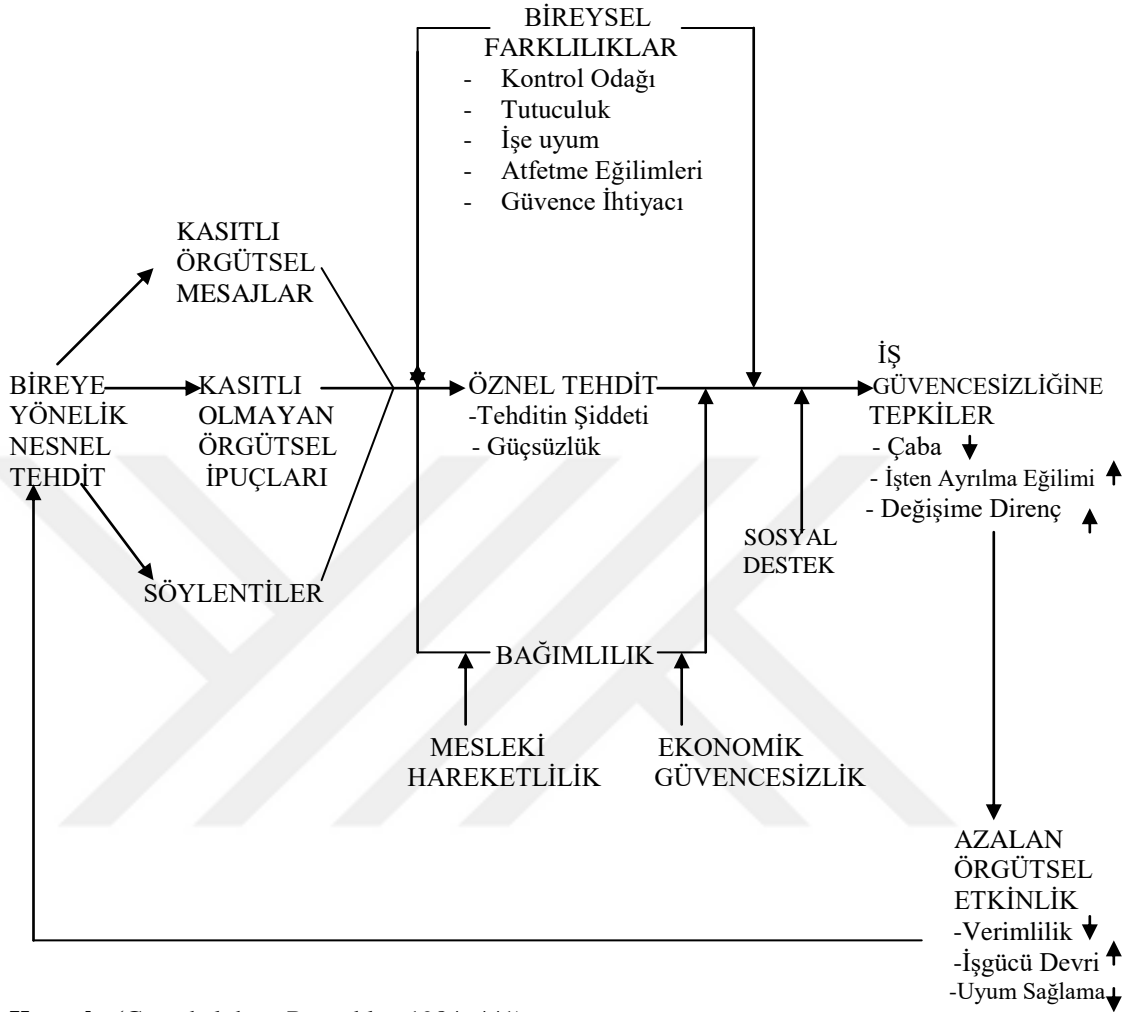 BİREYSEL
FARKLILIKLAR
- Kontrol Odağı
- Tutuculuk
- İşe uyum
- Atfetme Eğilimleri
- Güvence İhtiyacı
KASITLI
ÖRGÜTSEL
MESAJLAR
BİREYE
YÖNELİK
NESNEL
TEHDİT
KASITLI
OLMAYAN
ÖRGÜTSEL
İPUÇLARI
SÖYLENTİLER
ÖZNEL TEHDİT
-Tehditin Şiddeti
- Güçsüzlük
İŞ
GÜVENCESİZLİĞİNE
TEPKİLER
- Çaba
- İşten Ayrılma Eğilimi
- Değişime Direnç
SOSYAL
DESTEK
BAĞIMLILIK
MESLEKİ
HAREKETLİLİK
EKONOMİK
GÜVENCESİZLİK
AZALAN
ÖRGÜTSEL
ETKİNLİK
-Verimlilik
-İşgücü Devri
-Uyum Sağlama